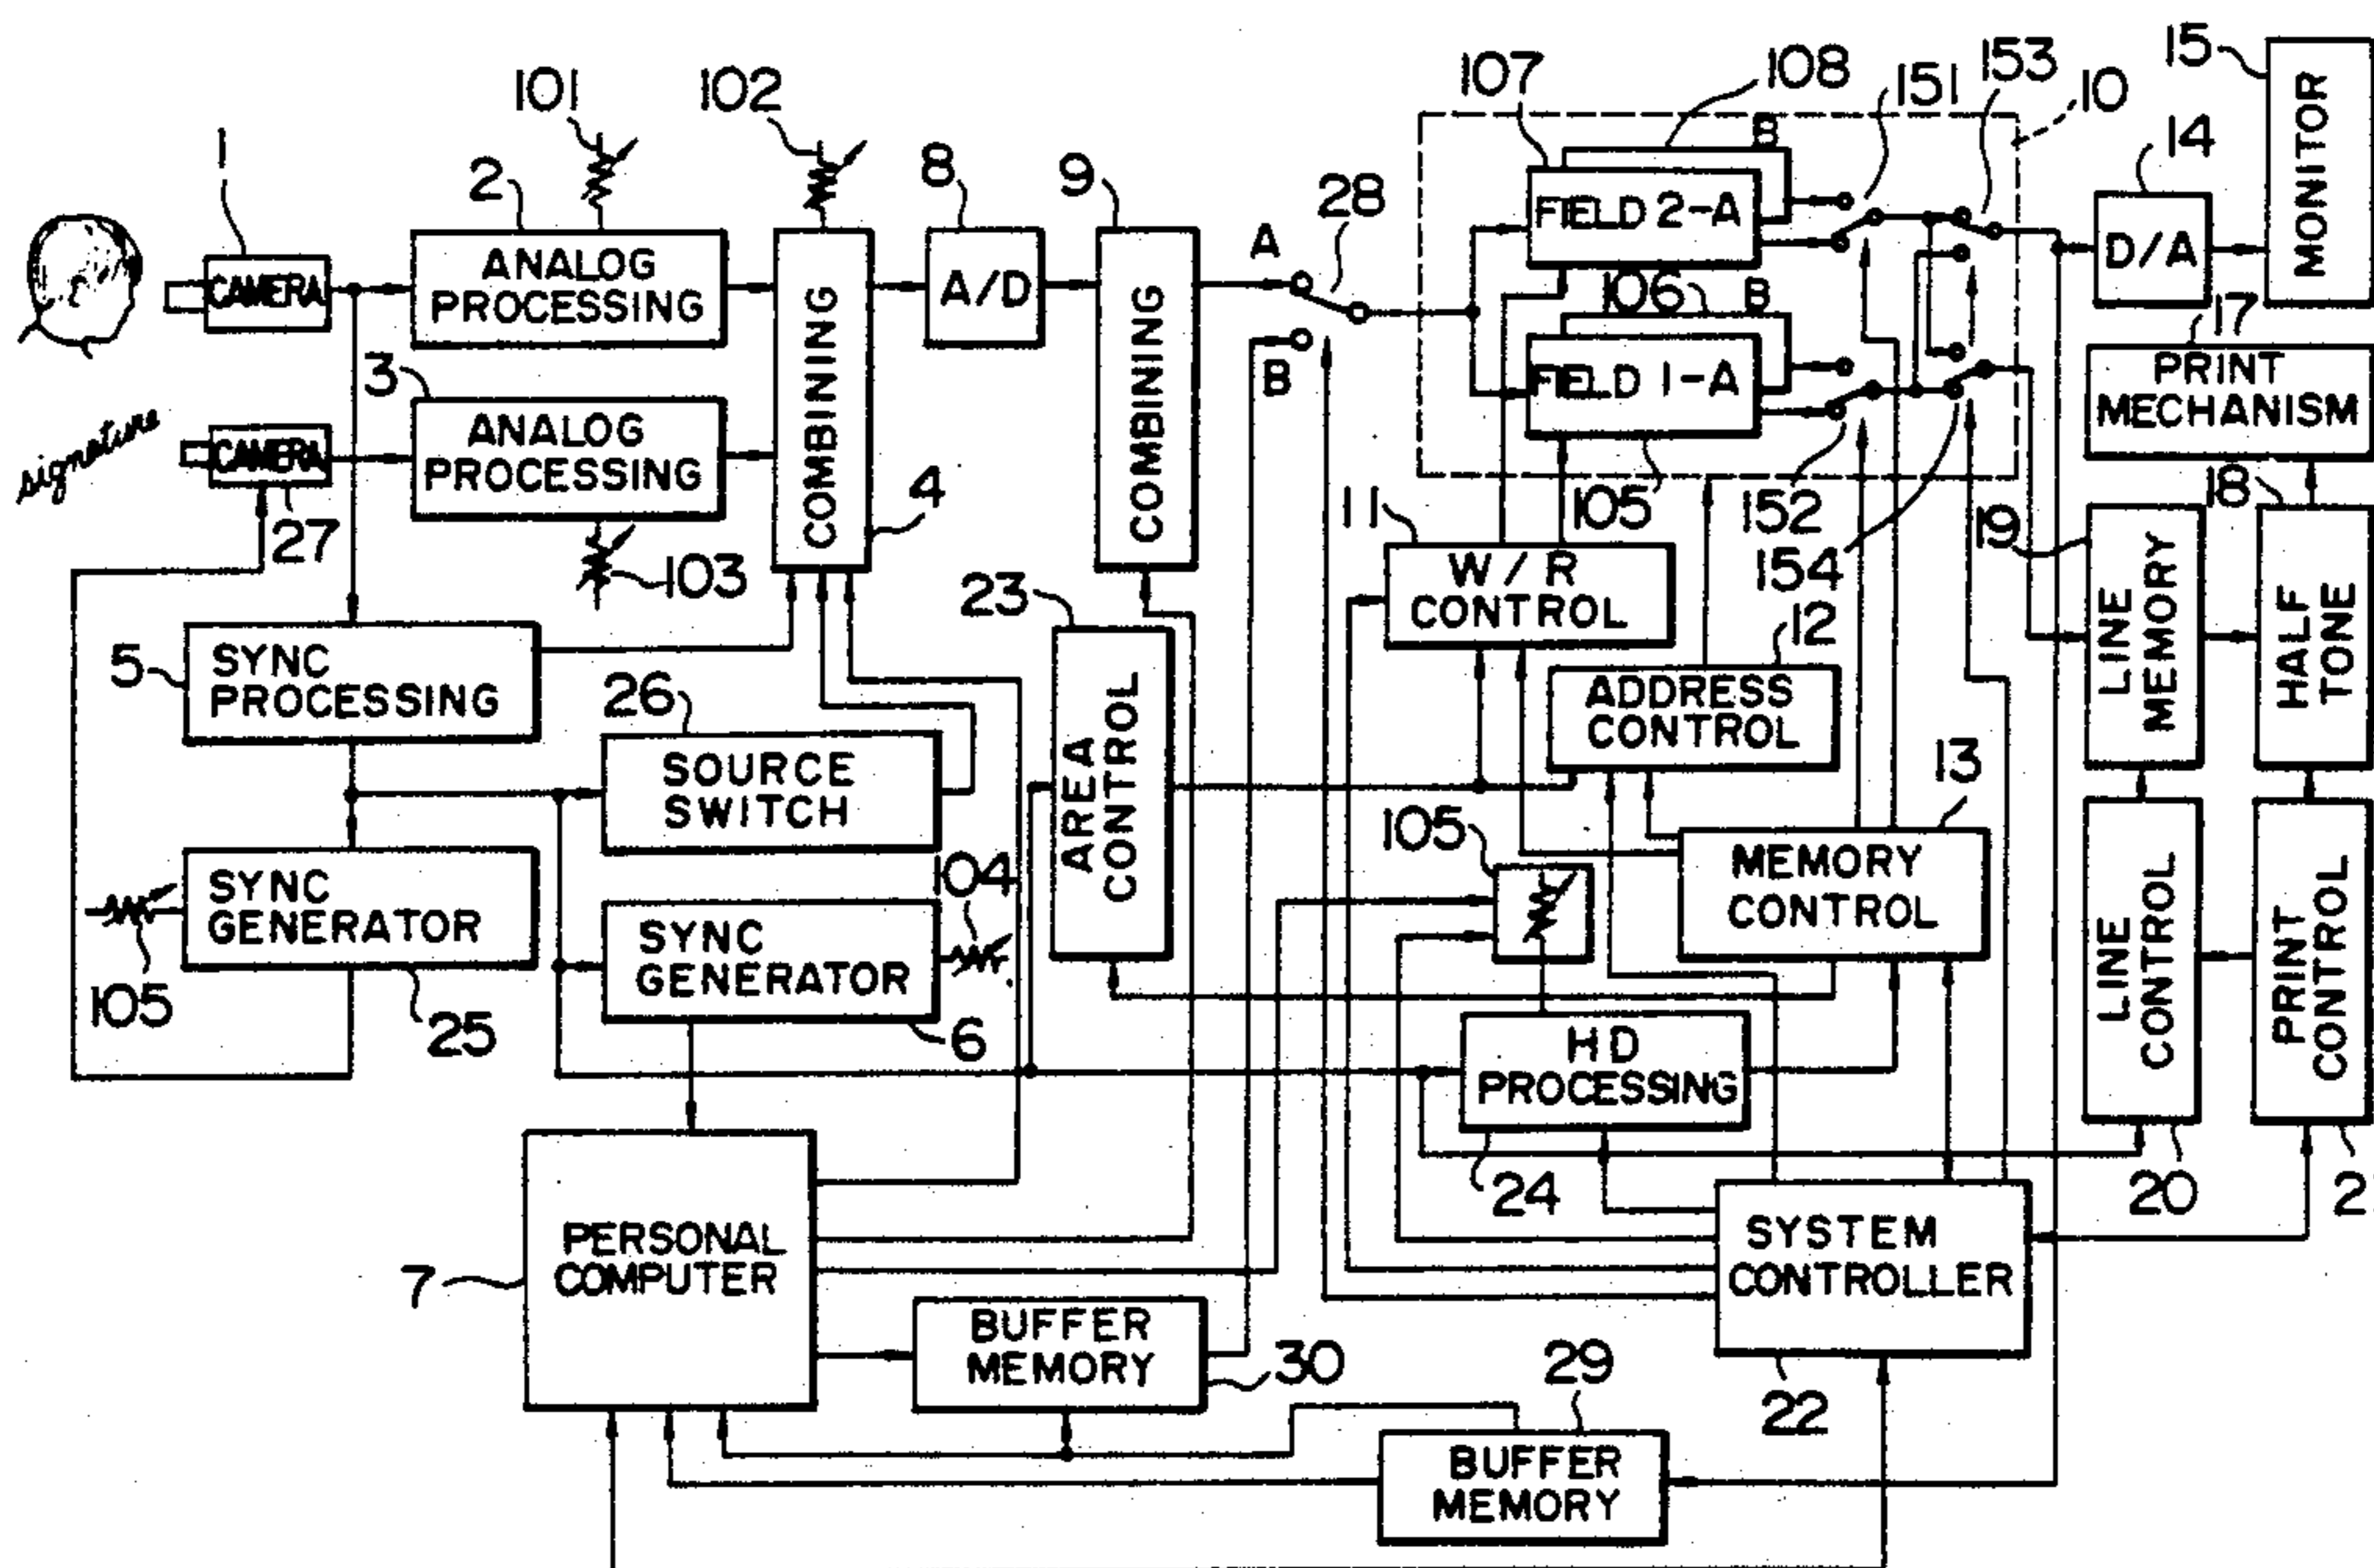 101
102
107
108
151
153
15
10
MONITOR
1
2
8
9
28
14
B
CAMERA
ANALOG
PROCESSING
A/D
COMBINING
COMBINING
A
FIELD 2-A
D/A
106
B
17
PRINT
MECHANISM
3
signature
CAMERA
ANALOG
PROCESSING
B
FIELD 1-A
4
27
103
11
105
152
154
18
19
5
SYNC
PROCESSING
23
W/R
CONTROL
12
LINE
MEMORY
HALF
TONE
26
SOURCE
SWITCH
AREA
CONTROL
ADDRESS
CONTROL
13
105
SYNC
GENERATOR
104
MEMORY
CONTROL
LINE
CONTROL
PRINT
CONTROL
SYNC
GENERATOR
105
25
6
HD
PROCESSING
24
20
7
PERSONAL
COMPUTER
SYSTEM
CONTROLLER
BUFFER
MEMORY
30
29
22
BUFFER
MEMORY